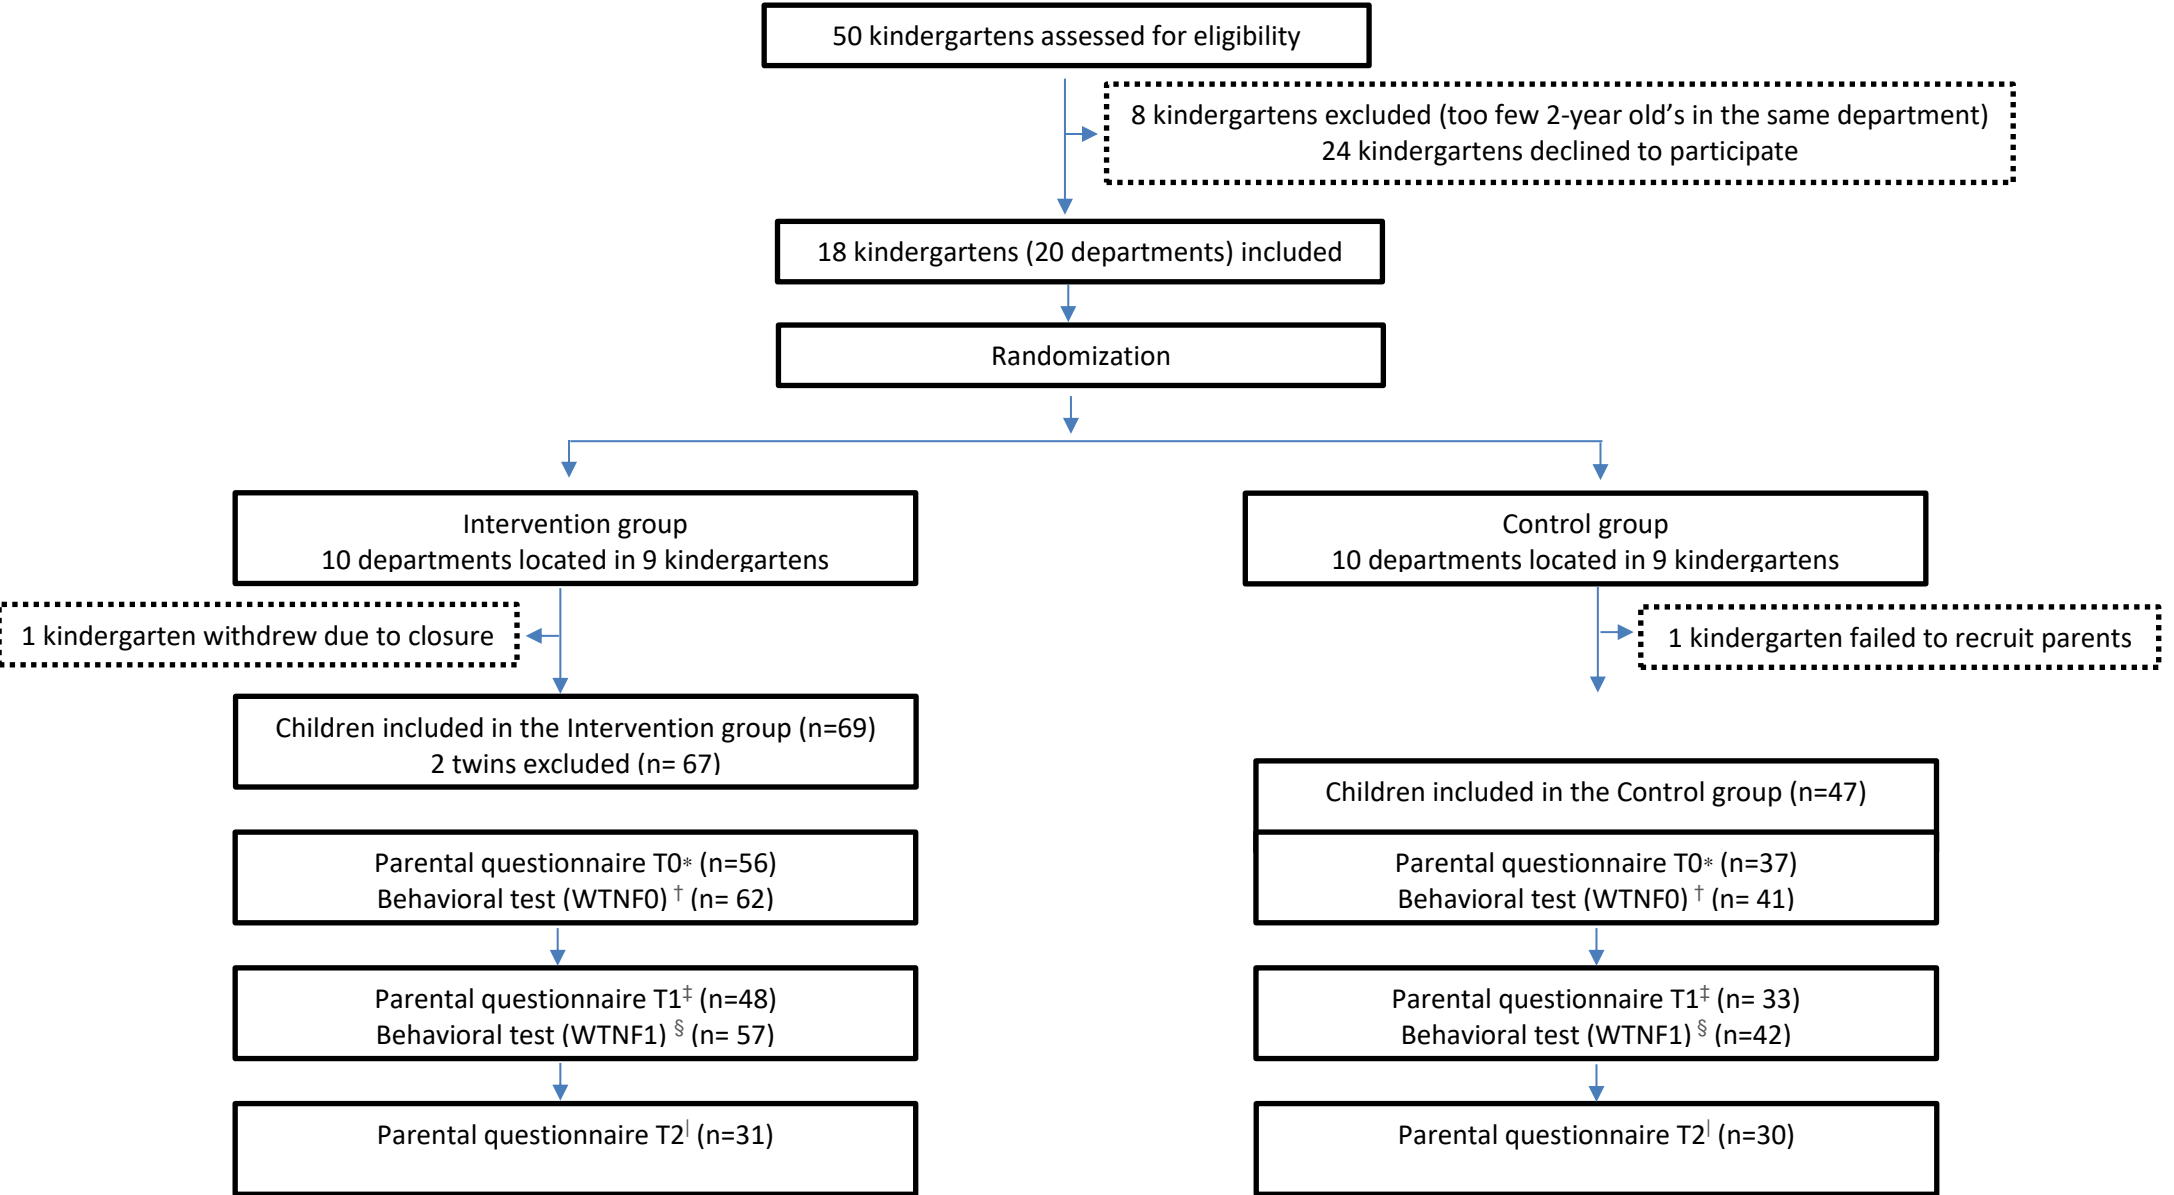 50 kindergartens assessed for eligibility
8 kindergartens excluded (too few 2-year old’s in the same department)
24 kindergartens declined to participate
18 kindergartens (20 departments) included
Randomization
Intervention group
10 departments located in 9 kindergartens
Control group
10 departments located in 9 kindergartens
1 kindergarten withdrew due to closure
1 kindergarten failed to recruit parents
Children included in the Intervention group (n=69)
2 twins excluded (n= 67)
Children included in the Control group (n=47)
Parental questionnaire T0* (n=56)
Behavioral test (WTNF0) † (n= 62)
Parental questionnaire T0* (n=37)
Behavioral test (WTNF0) † (n= 41)
Parental questionnaire T1‡ (n=48)
Behavioral test (WTNF1) § (n= 57)
Parental questionnaire T1‡ (n= 33)
Behavioral test (WTNF1) § (n=42)
Parental questionnaire T2| (n=31)
Parental questionnaire T2| (n=30)